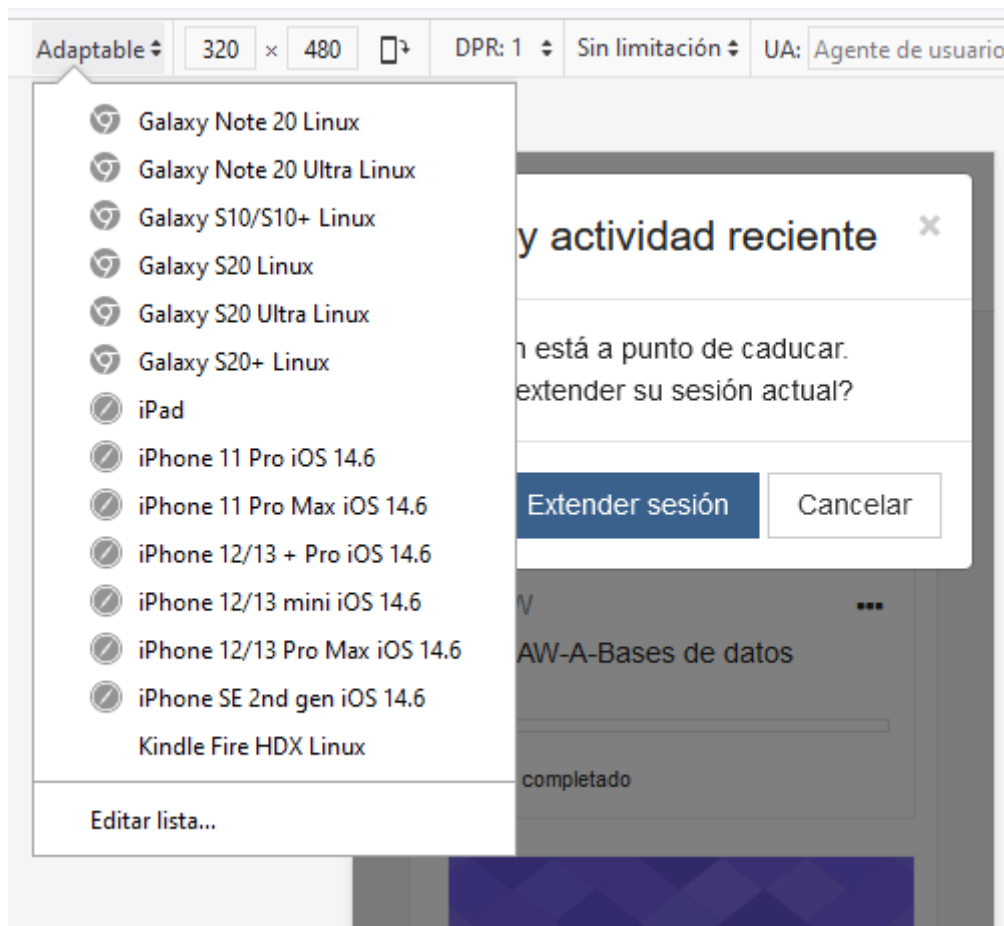 Adaptable 320 × 480 DPR: 1 Sin limitación UA: Agente de usuario
Galaxy Note 20 Linux
Galaxy Note 20 Ultra Linux
Galaxy S10/S10+ Linux
Galaxy S20 Linux
Galaxy S20 Ultra Linux
Galaxy S20+ Linux
iPad
iPhone 11 Pro iOS 14.6
iPhone 11 Pro Max iOS 14.6
iPhone 12/13 + Pro iOS 14.6
iPhone 12/13 mini iOS 14.6
iPhone 12/13 Pro Max iOS 14.6
iPhone SE 2nd gen iOS 14.6
Kindle Fire HDX Linux
Editar lista...
y actividad reciente ×
n está a punto de caducar.
extender su sesión actual?
Extender sesión Cancelar
W
AW-A-Bases de datos
completado